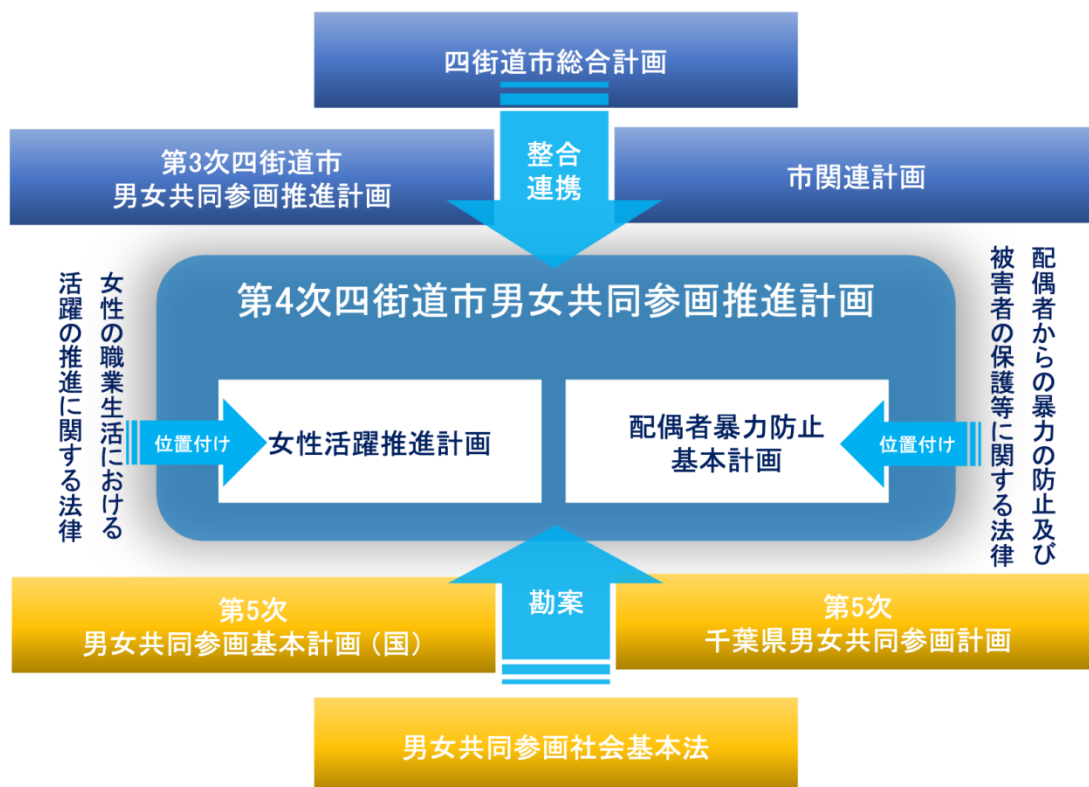 四街道市総合計画
第3次四街道市
男女共同参画推進計画
整合
連携
市関連計画
女性の職業生活における
活躍の推進に関する法律
第4次四街道市男女共同参画推進計画
配偶者からの暴力の防止及び
被害者の保護等に関する法律
位置付け
女性活躍推進計画
配偶者暴力防止
基本計画
位置付け
第5次
男女共同参画基本計画（国）
勘案
第5次
千葉県男女共同参画計画
男女共同参画社会基本法